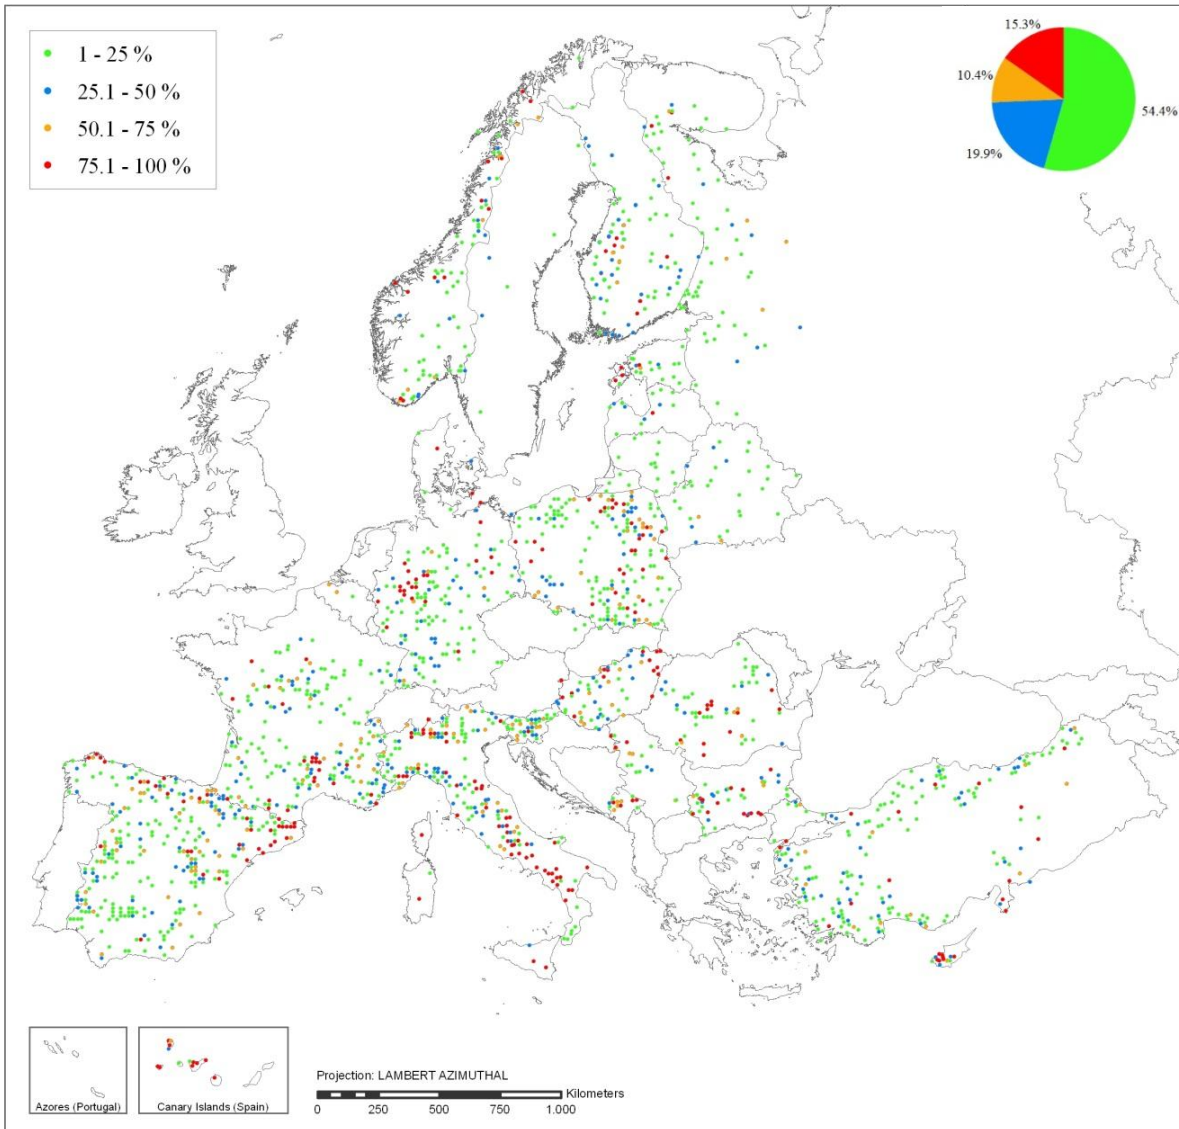 1 - 25 %
25.1 - 50 %
50.1 - 75 %
75.1 - 100 %
15.3%
10.4%
54.4%
19.9%
Projection: LAMBERT AZIMUTHAL
Kilometers
0 250 500 750 1.000
Azores (Portugal)
Canary Islands (Spain)